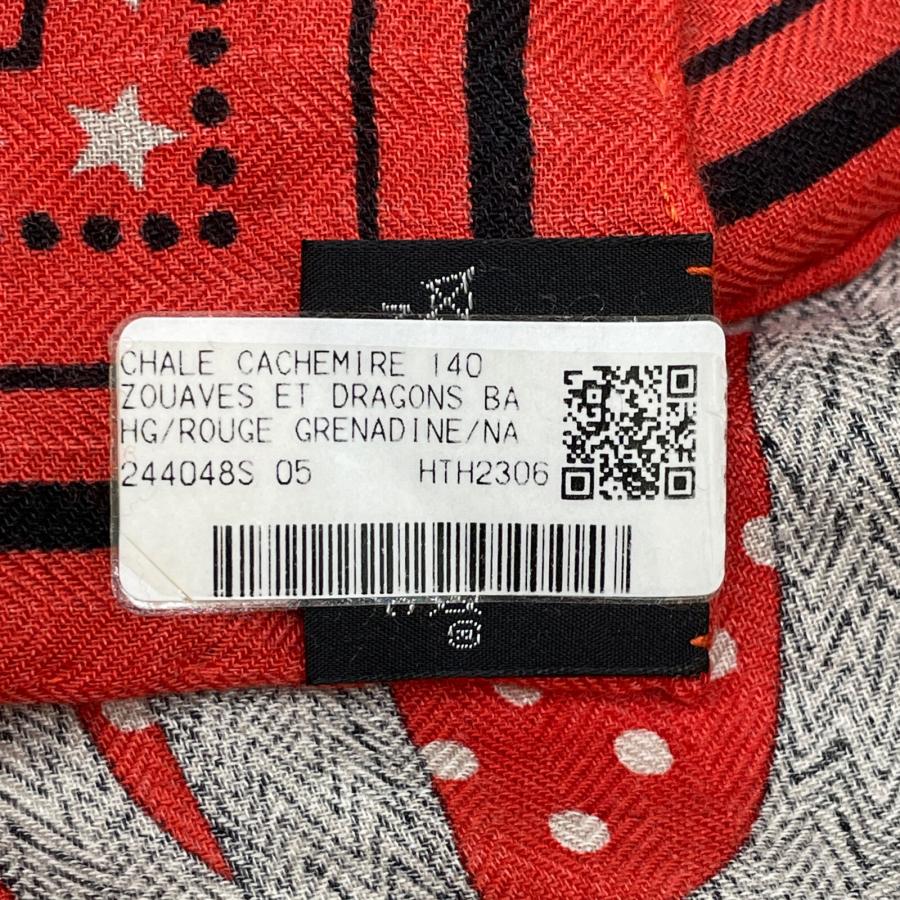 CHALE CACHEMIRE 140
ZOUAVES ET DRAGONS BA
HG/ROUGE GRENADINE/NA
244048S 05 HTH2306
®